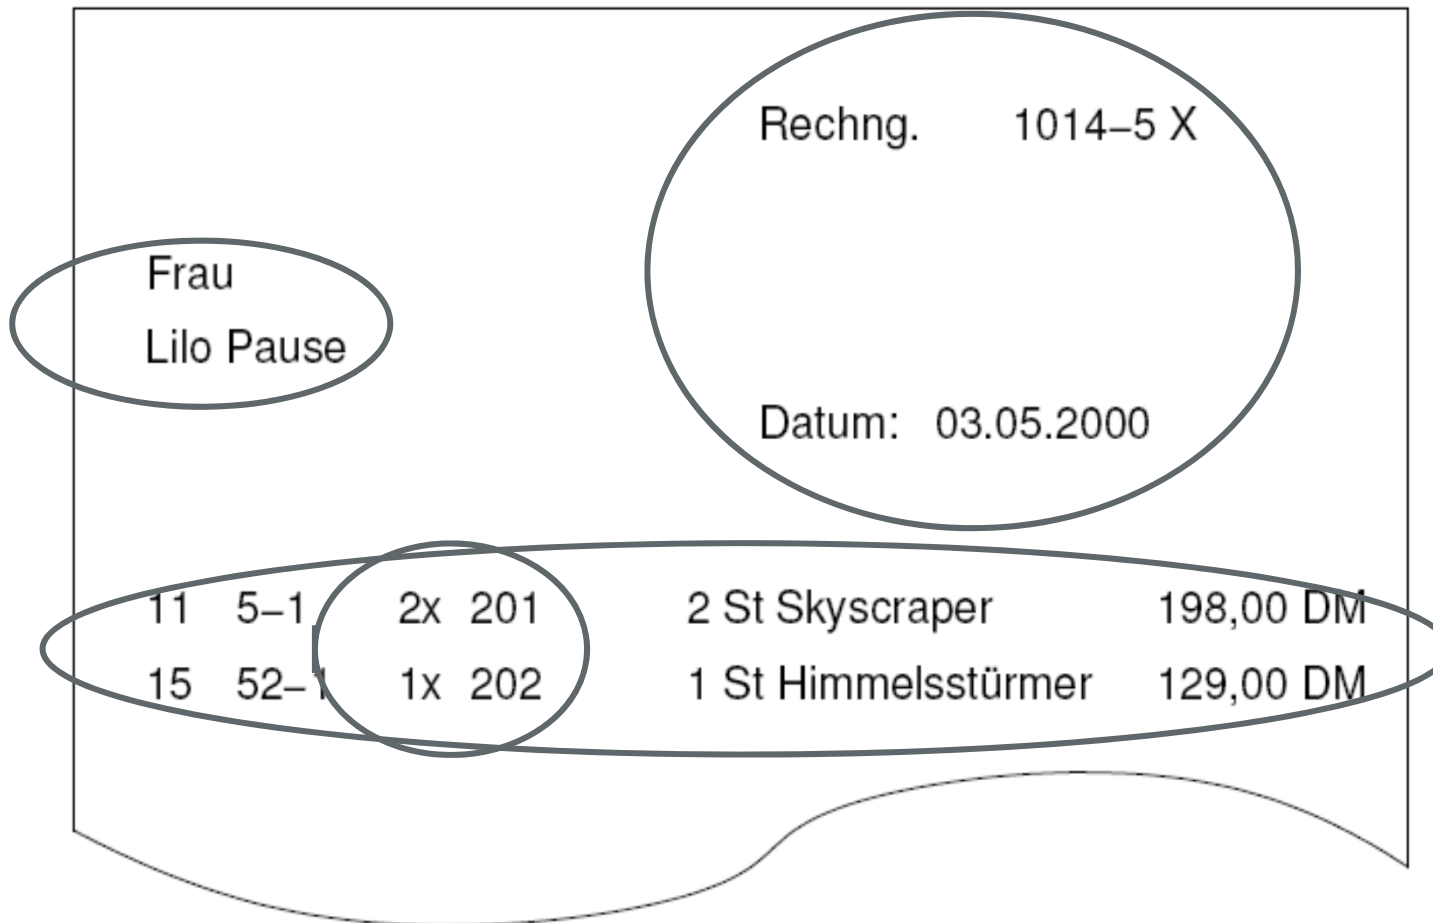 Rechng. 1014–5 X
Frau
Lilo Pause
Datum: 03.05.2000
11 5–1 2x 201 2 St Skyscraper 198,00 DM
15 52–1 1x 202 1 St Himmelsstürmer 129,00 DM